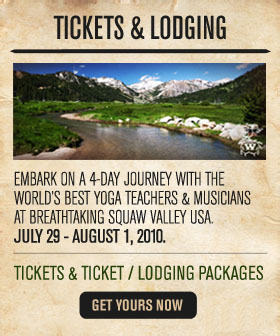 TICKETS & LODGING
W
EMBARK ON A 4-DAY JOURNEY WITH THE
WORLD'S BEST YOGA TEACHERS & MUSICIANS
AT BREATHTAKING SQUAW VALLEY USA.
JULY 29 - AUGUST 1, 2010.
TICKETS & TICKET / LODGING PACKAGES
GET YOURS NOW